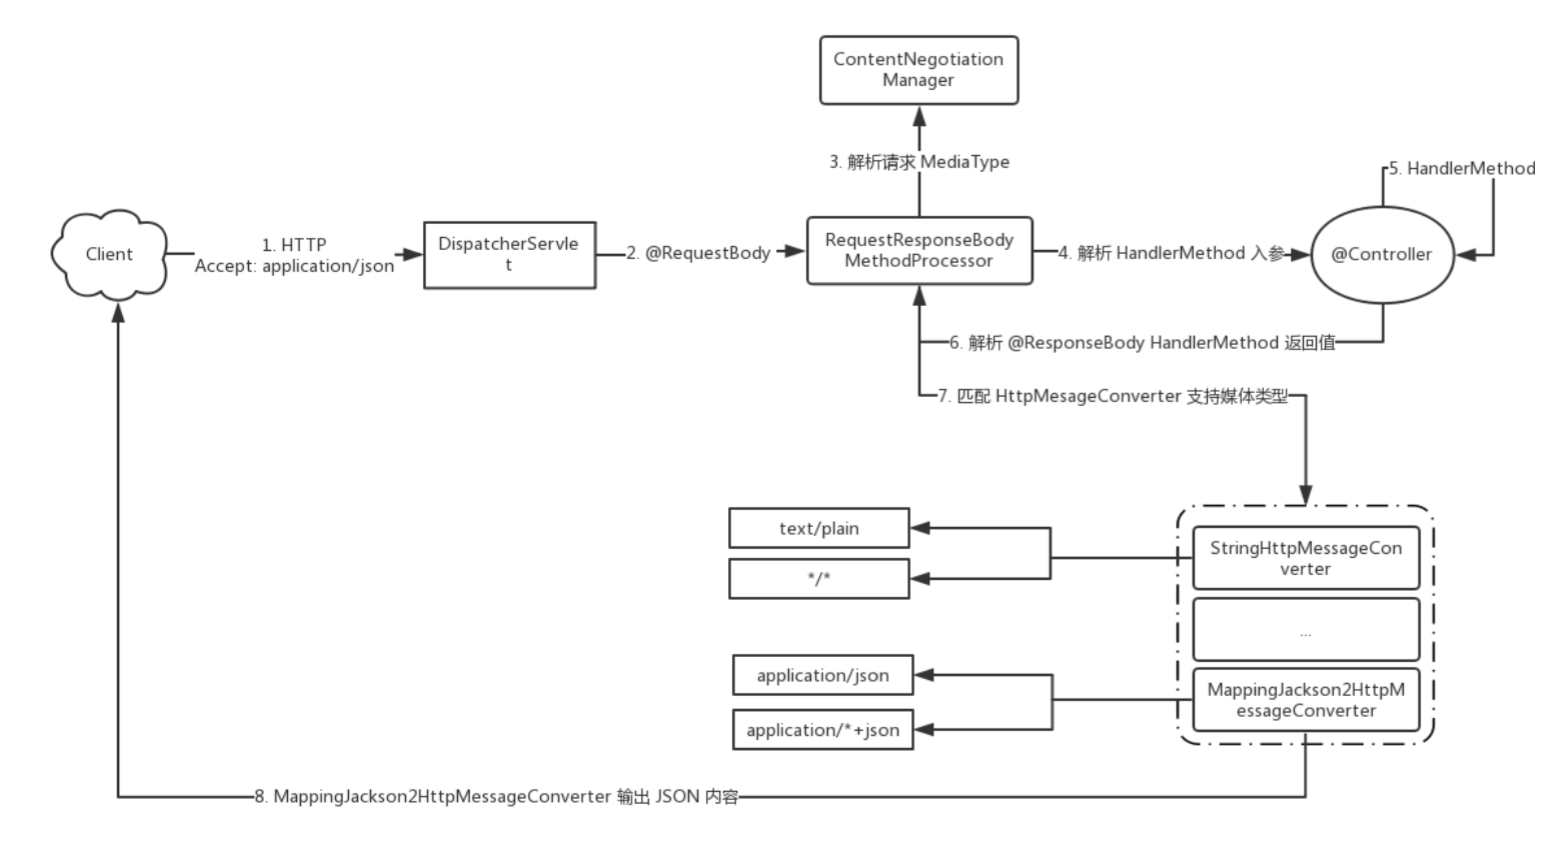 ContentNegotiation
Manager
3. 解析请求 MediaType
5. HandlerMethod
Client
1. HTTP
Accept: application/json
DispatcherServle
t
2. @RequestBody
RequestResponseBody
MethodProcessor
4. 解析 HandlerMethod 入参
@Controller
6. 解析 @ResponseBody HandlerMethod 返回值
7. 匹配 HttpMesageConverter 支持媒体类型
text/plain
*/*
StringHttpMessageCon
verter
...
application/json
application/*+json
MappingJackson2HttpM
essageConverter
8. MappingJackson2HttpMessageConverter 输出 JSON 内容